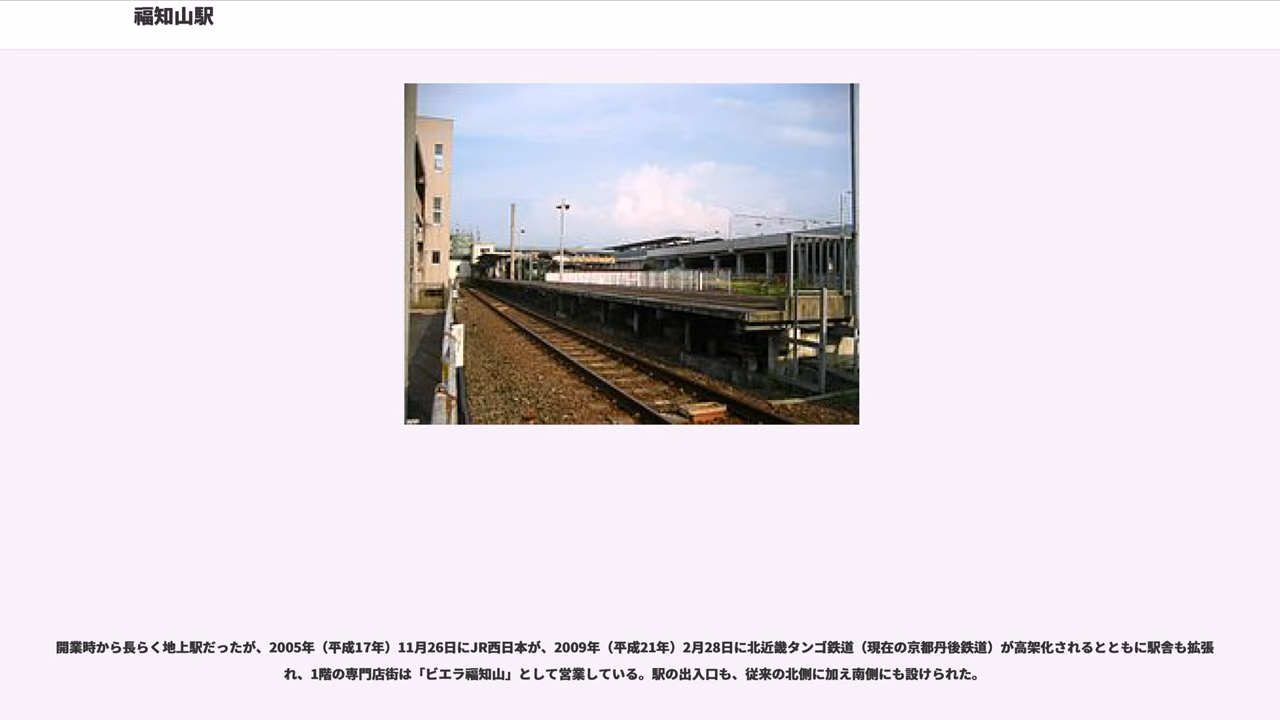 福知山駅
開業時から長らく地上駅だったが、2005年（平成17年）11月26日にJR西日本が、2009年（平成21年）2月28日に北近畿タンゴ鉄道（現在の京都丹後鉄道）が高架化されるとともに駅舎も拡張
れ、1階の専門店街は「ビエラ福知山」として営業している。駅の出入口も、従来の北側に加え南側にも設けられた。